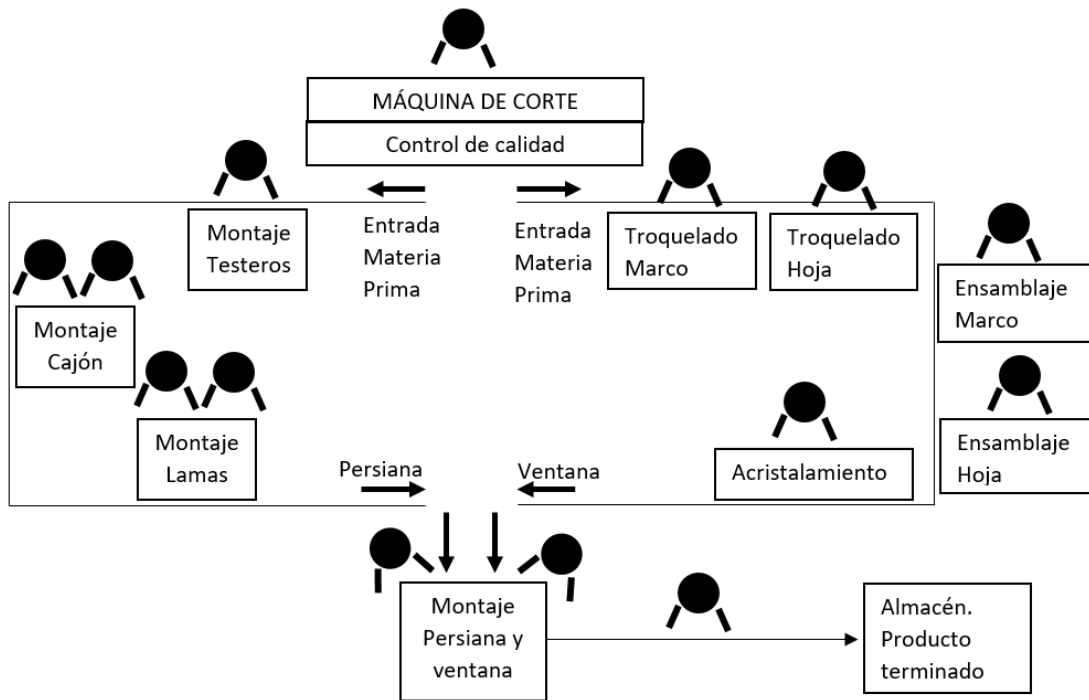 MÁQUINA DE CORTE
Control de calidad
Montaje
Testeros
Entrada
Materia
Prima
Entrada
Materia
Prima
Troquelado
Marco
Troquelado
Hoja
Montaje
Cajón
Ensamblaje
Marco
Montaje
Lamas
Acristalamiento
Ensamblaje
Hoja
Persiana
Ventana
Montaje
Persiana y
ventana
Almacén.
Producto
terminado